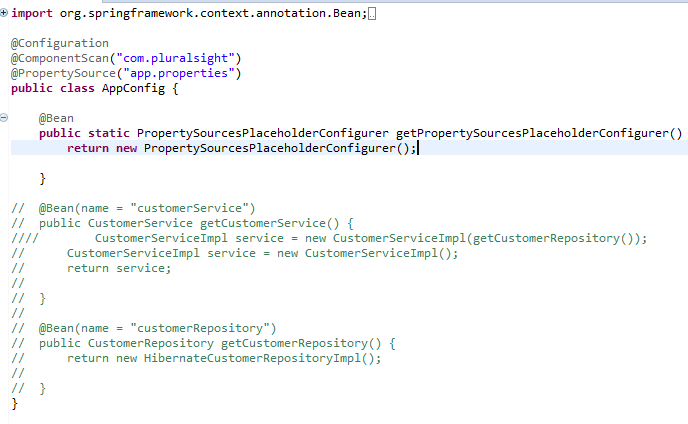 import org.springframework.context.annotation.Bean;
@Configuration
@ComponentScan("com.pluralsight")
@PropertySource("app.properties")
public class AppConfig {
@Bean
public static PropertySourcesPlaceholderConfigurer getPropertySourcesPlaceholderConfigurer()
return new PropertySourcesPlaceholderConfigurer();
}
// @Bean(name = "customerService")
// public CustomerService getCustomerService() {
//// CustomerServiceImpl service = new CustomerServiceImpl(getCustomerRepository());
// CustomerServiceImpl service = new CustomerServiceImpl();
// return service;
//
// }
//
// @Bean(name = "customerRepository")
// public CustomerRepository getCustomerRepository() {
// return new HibernateCustomerRepositoryImpl();
//
// }
}